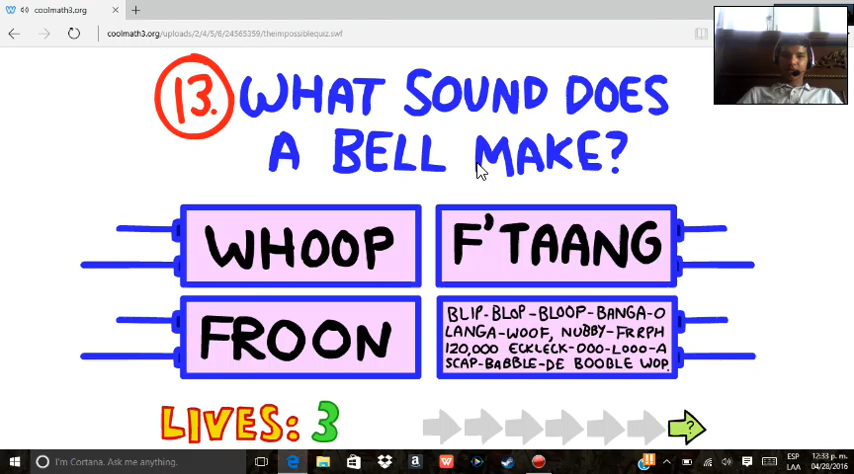 coolmath3.org
coolmath3.org/uploads/2/4/5/6/24565359/theimpossiblequiz.swf
13. WHAT SOUND DOES
A BELL MAKE?
WHOOP
F'TAANG
FROON
BLIP-BLOP-BLOOP-BANGA-O
LANGA-WOOF, NUBBY-FRRPH
120,000 ECKLECK-OOO-LOOO-A
SCAP-BABBLE-DE BOOBLE WOP.
LIVES: 3
?
I'm Cortana. Ask me anything.
ESP
LAA
12:33 p. m.
04/28/2016